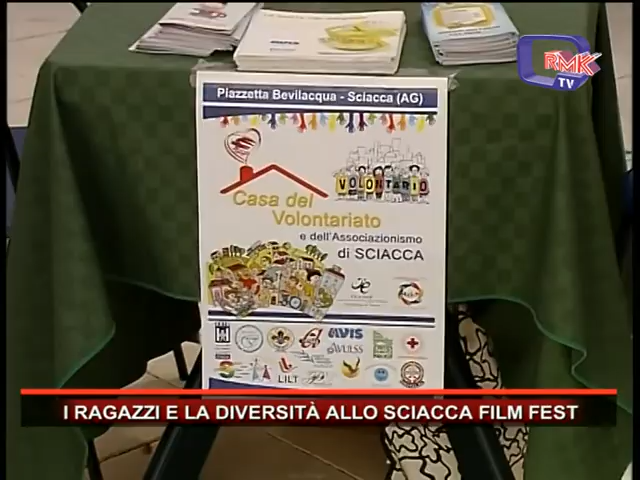 RMK
TV
Piazzetta Bevilacqua - Sciacca (AG)
VOLONTARIO
Casa del
Volontariato
e dell'Associazionismo
di SCIACCA
AVIS
AVULSS
LILT
I RAGAZZI E LA DIVERSITÀ ALLO SCIACCA FILM FEST